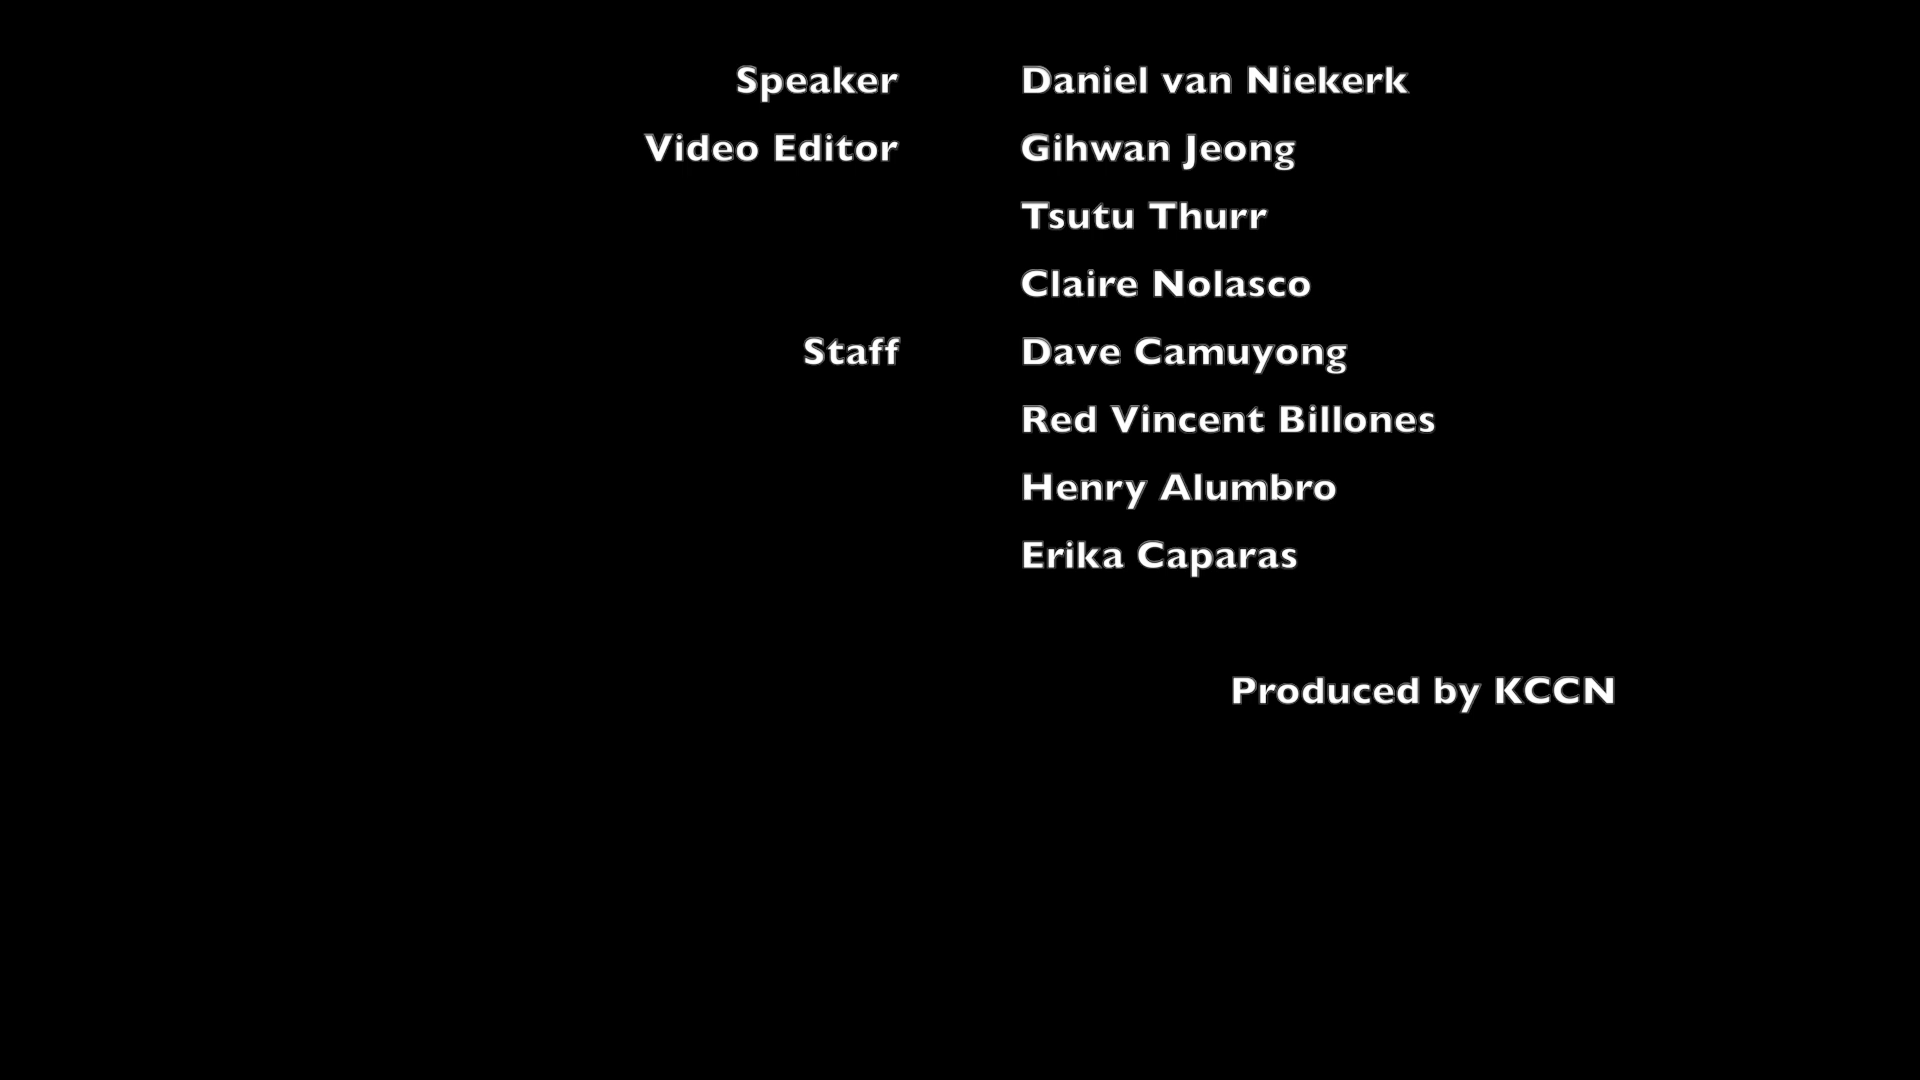 Speaker Daniel van Niekerk
Video Editor Gihwan Jeong
Tsutu Thurr
Claire Nolasco
Staff Dave Camuyong
Red Vincent Billones
Henry Alumbro
Erika Caparas
Produced by KCCN